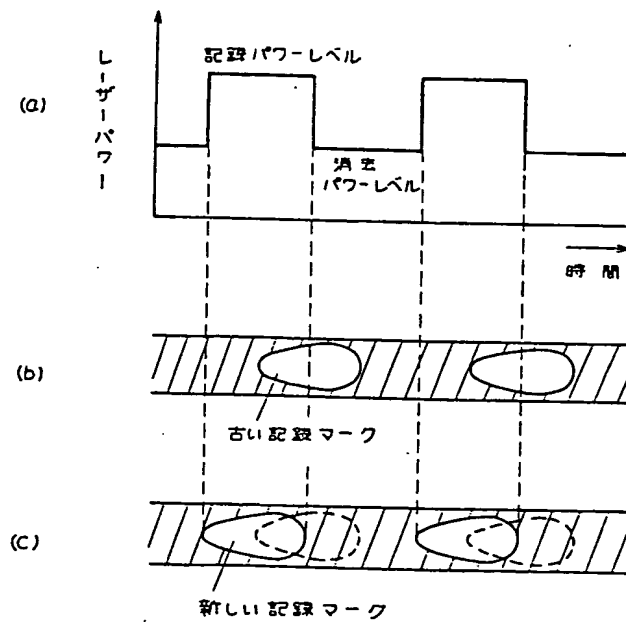 (a)
レーザーパワー
記録パワーレベル
消去
パワーレベル
時間
(b)
古い記録マーク
(c)
新しい記録マーク